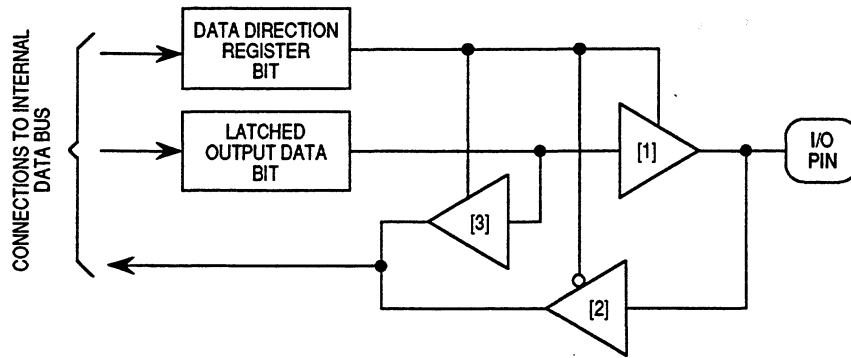 CONNECTIONS TO INTERNAL
DATA BUS
DATA DIRECTION
REGISTER
BIT
LATCHED
OUTPUT DATA
BIT
[1]
I/O
PIN
[3]
[2]